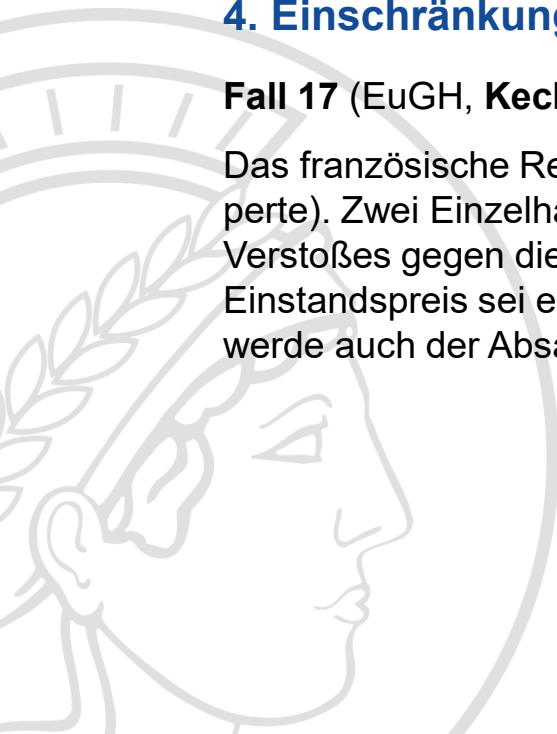 4. Einschränkung
Fall 17 (EuGH, Keck
Das französische Re
perte). Zwei Einzelha
Verstoßes gegen die
Einstandspreis sei e
werde auch der Absa